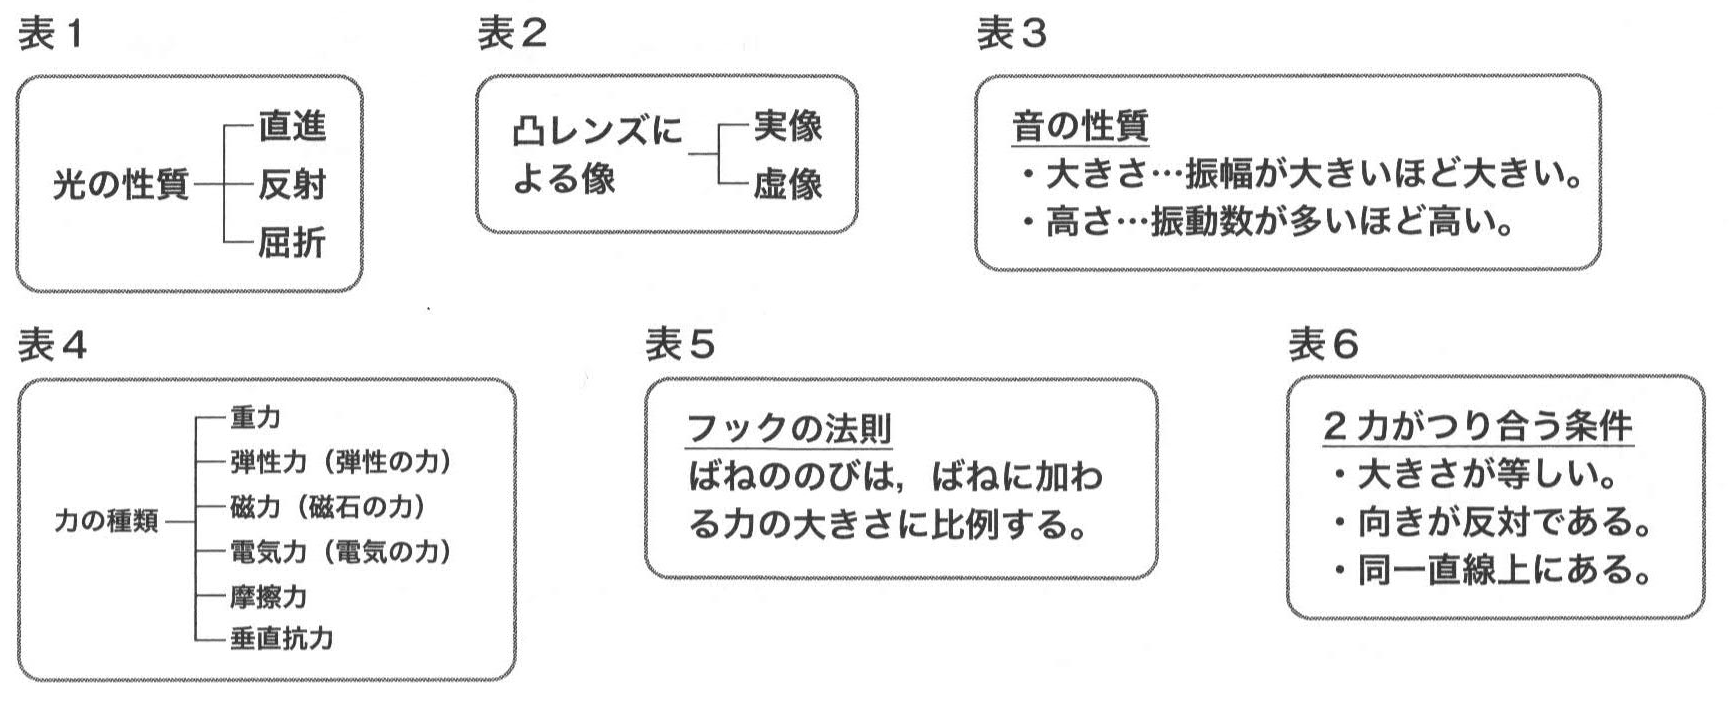 表1
光の性質
直進
反射
屈折
表2
凸レンズに
よる像
実像
虚像
表3
音の性質
・大きさ…振幅が大きいほど大きい。
・高さ…振動数が多いほど高い。
表4
力の種類
重力
弾性力（弾性の力）
磁力（磁石の力）
電気力（電気の力）
摩擦力
垂直抗力
表5
フックの法則
ばねののびは，ばねに加わ
る力の大きさに比例する。
表6
2力がつり合う条件
・大きさが等しい。
・向きが反対である。
・同一直線上にある。